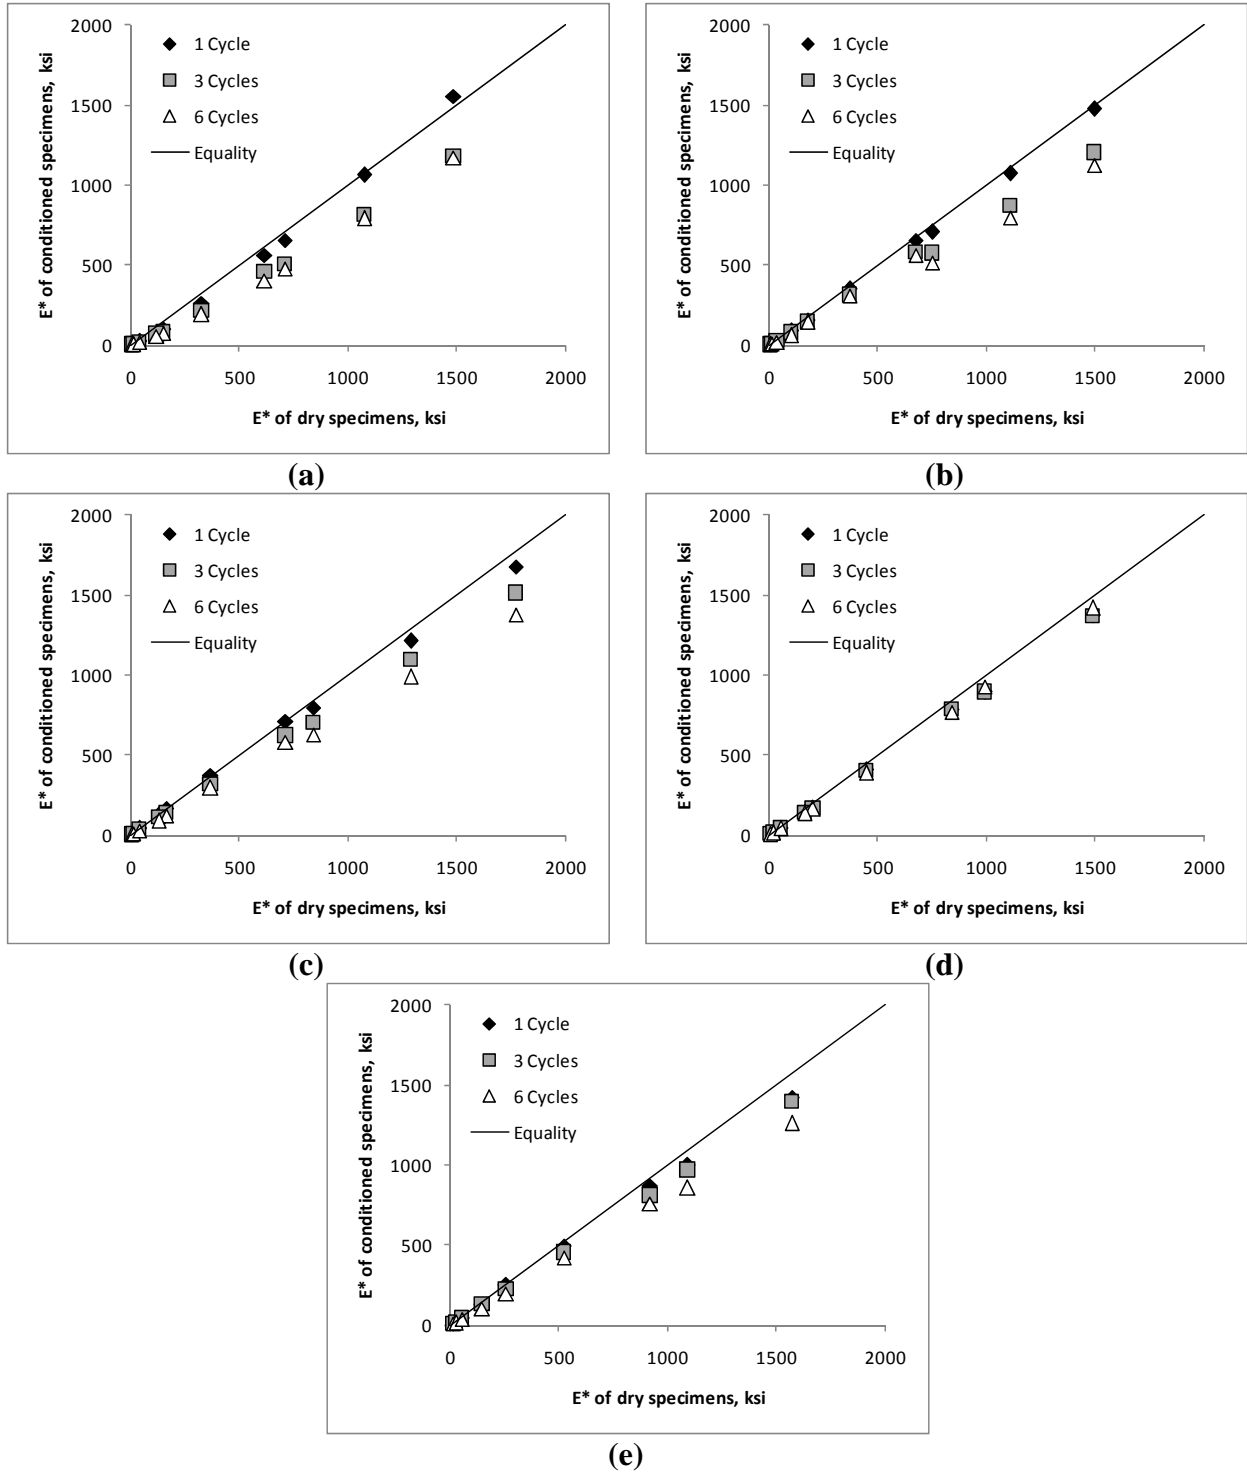 E* of conditioned specimens, ksi
2000
1500
1000
500
0
1 Cycle
3 Cycles
6 Cycles
Equality
0 500 1000 1500 2000
E* of dry specimens, ksi
(a)
E* of conditioned specimens, ksi
2000
1500
1000
500
0
1 Cycle
3 Cycles
6 Cycles
Equality
0 500 1000 1500 2000
E* of dry specimens, ksi
(b)
E* of conditioned specimens, ksi
2000
1500
1000
500
0
1 Cycle
3 Cycles
6 Cycles
Equality
0 500 1000 1500 2000
E* of dry specimens, ksi
(c)
E* of conditioned specimens, ksi
2000
1500
1000
500
0
1 Cycle
3 Cycles
6 Cycles
Equality
0 500 1000 1500 2000
E* of dry specimens, ksi
(d)
E* of conditioned specimens, ksi
2000
1500
1000
500
0
1 Cycle
3 Cycles
6 Cycles
Equality
0 500 1000 1500 2000
E* of dry specimens, ksi
(e)